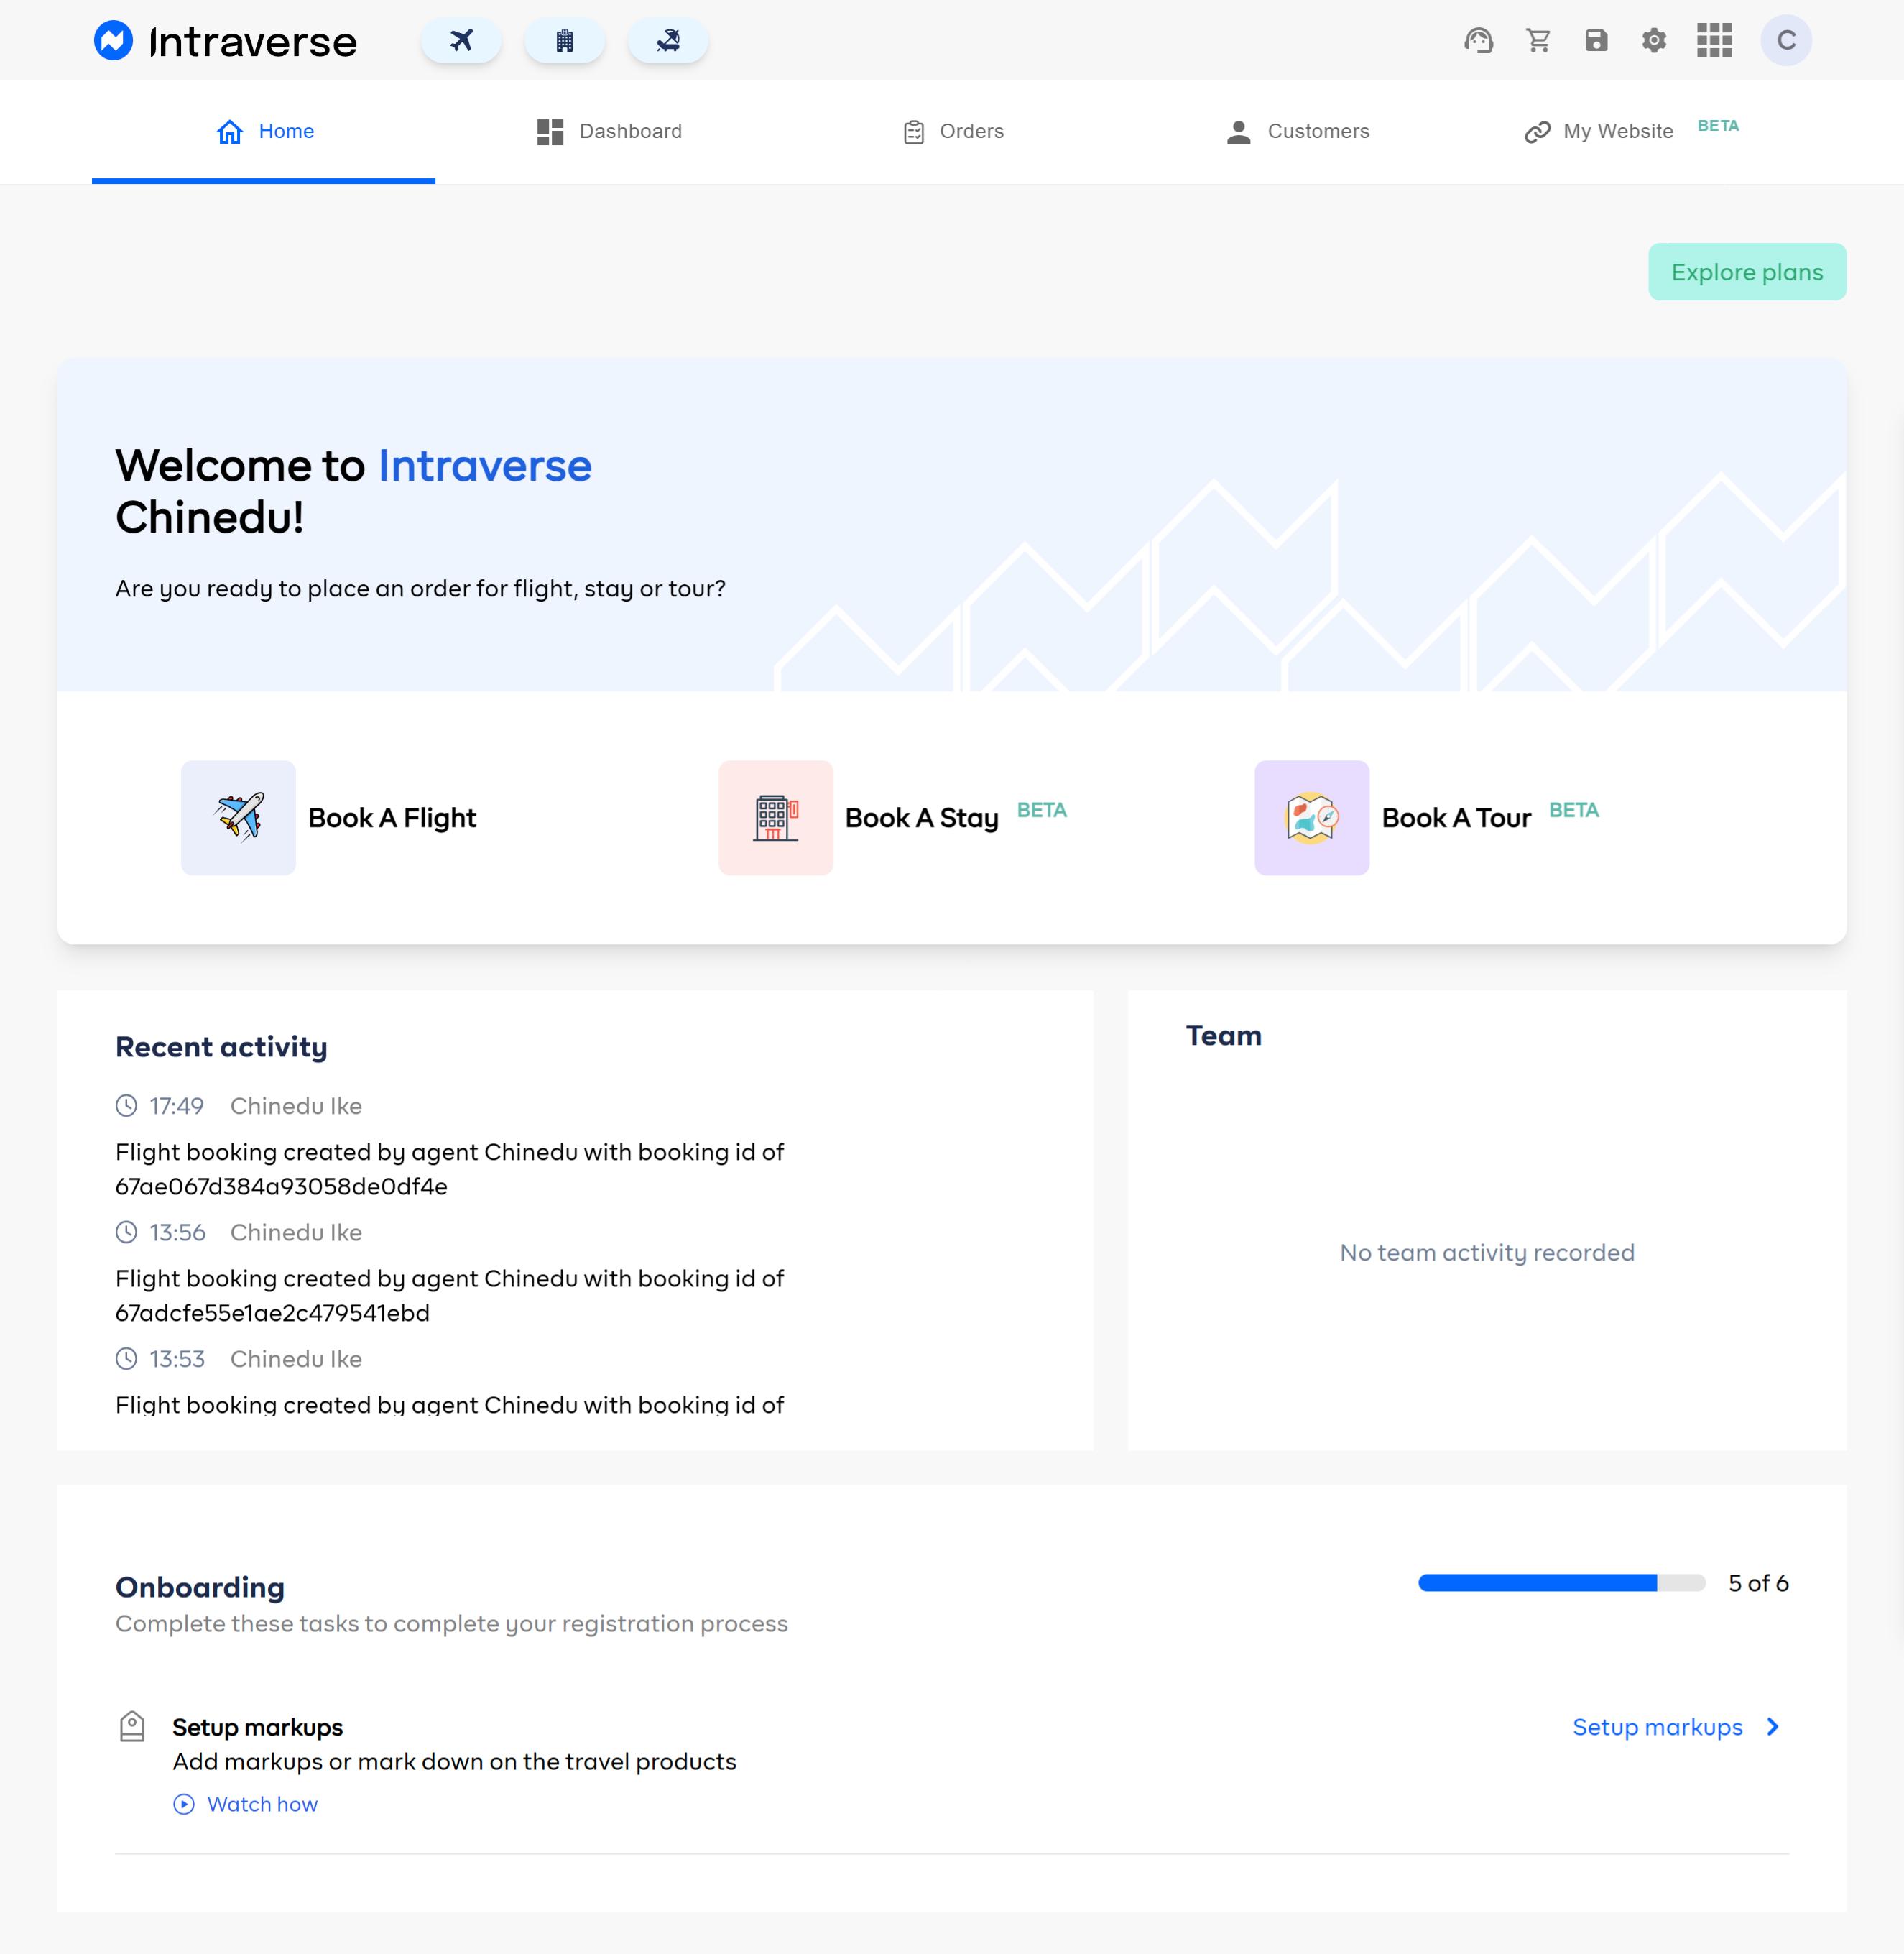 Intraverse
C
Home
Dashboard
Orders
Customers
My Website BETA
Explore plans
Welcome to Intraverse
Chinedu!
Are you ready to place an order for flight, stay or tour?
Book A Flight
Book A Stay BETA
Book A Tour BETA
Recent activity
17:49 Chinedu Ike
Flight booking created by agent Chinedu with booking id of
67ae067d384a93058de0df4e
13:56 Chinedu Ike
Flight booking created by agent Chinedu with booking id of
67adcfe55e1ae2c479541ebd
13:53 Chinedu Ike
Flight booking created by agent Chinedu with booking id of
Team
No team activity recorded
Onboarding
Complete these tasks to complete your registration process
5 of 6
Setup markups
Add markups or mark down on the travel products
Watch how
Setup markups